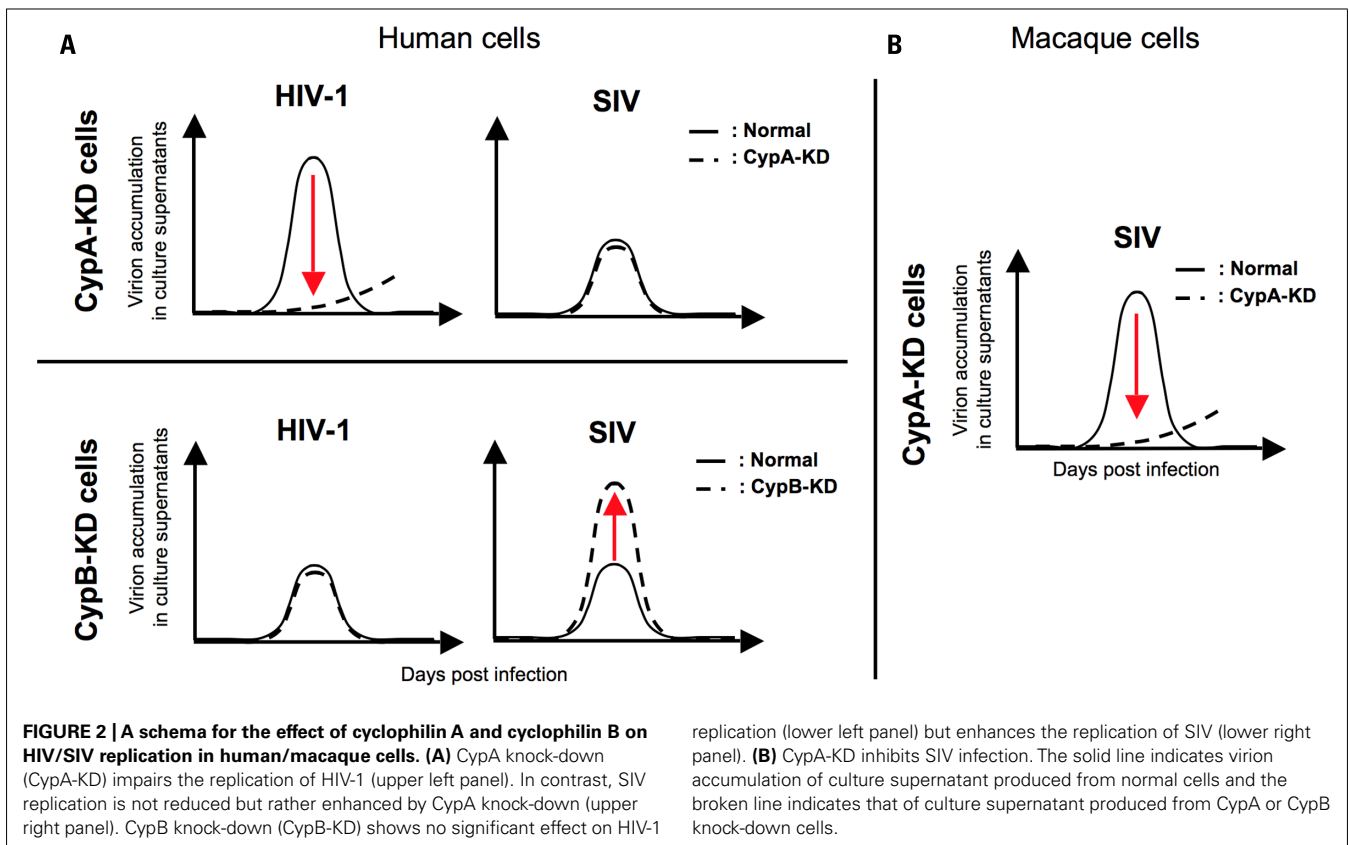 A
Human cells
HIV-1
SIV
CypA-KD cells
Virion accumulation
in culture supernatants
: Normal
: CypA-KD
HIV-1
SIV
CypB-KD cells
Virion accumulation
in culture supernatants
: Normal
: CypB-KD
Days post infection
B
Macaque cells
SIV
CypA-KD cells
Virion accumulation
in culture supernatants
: Normal
: CypA-KD
Days post infection
FIGURE 2 | A schema for the effect of cyclophilin A and cyclophilin B on
HIV/SIV replication in human/macaque cells. (A) CypA knock-down
(CypA-KD) impairs the replication of HIV-1 (upper left panel). In contrast, SIV
replication is not reduced but rather enhanced by CypA knock-down (upper
right panel). CypB knock-down (CypB-KD) shows no significant effect on HIV-1
replication (lower left panel) but enhances the replication of SIV (lower right
panel). (B) CypA-KD inhibits SIV infection. The solid line indicates virion
accumulation of culture supernatant produced from normal cells and the
broken line indicates that of culture supernatant produced from CypA or CypB
knock-down cells.